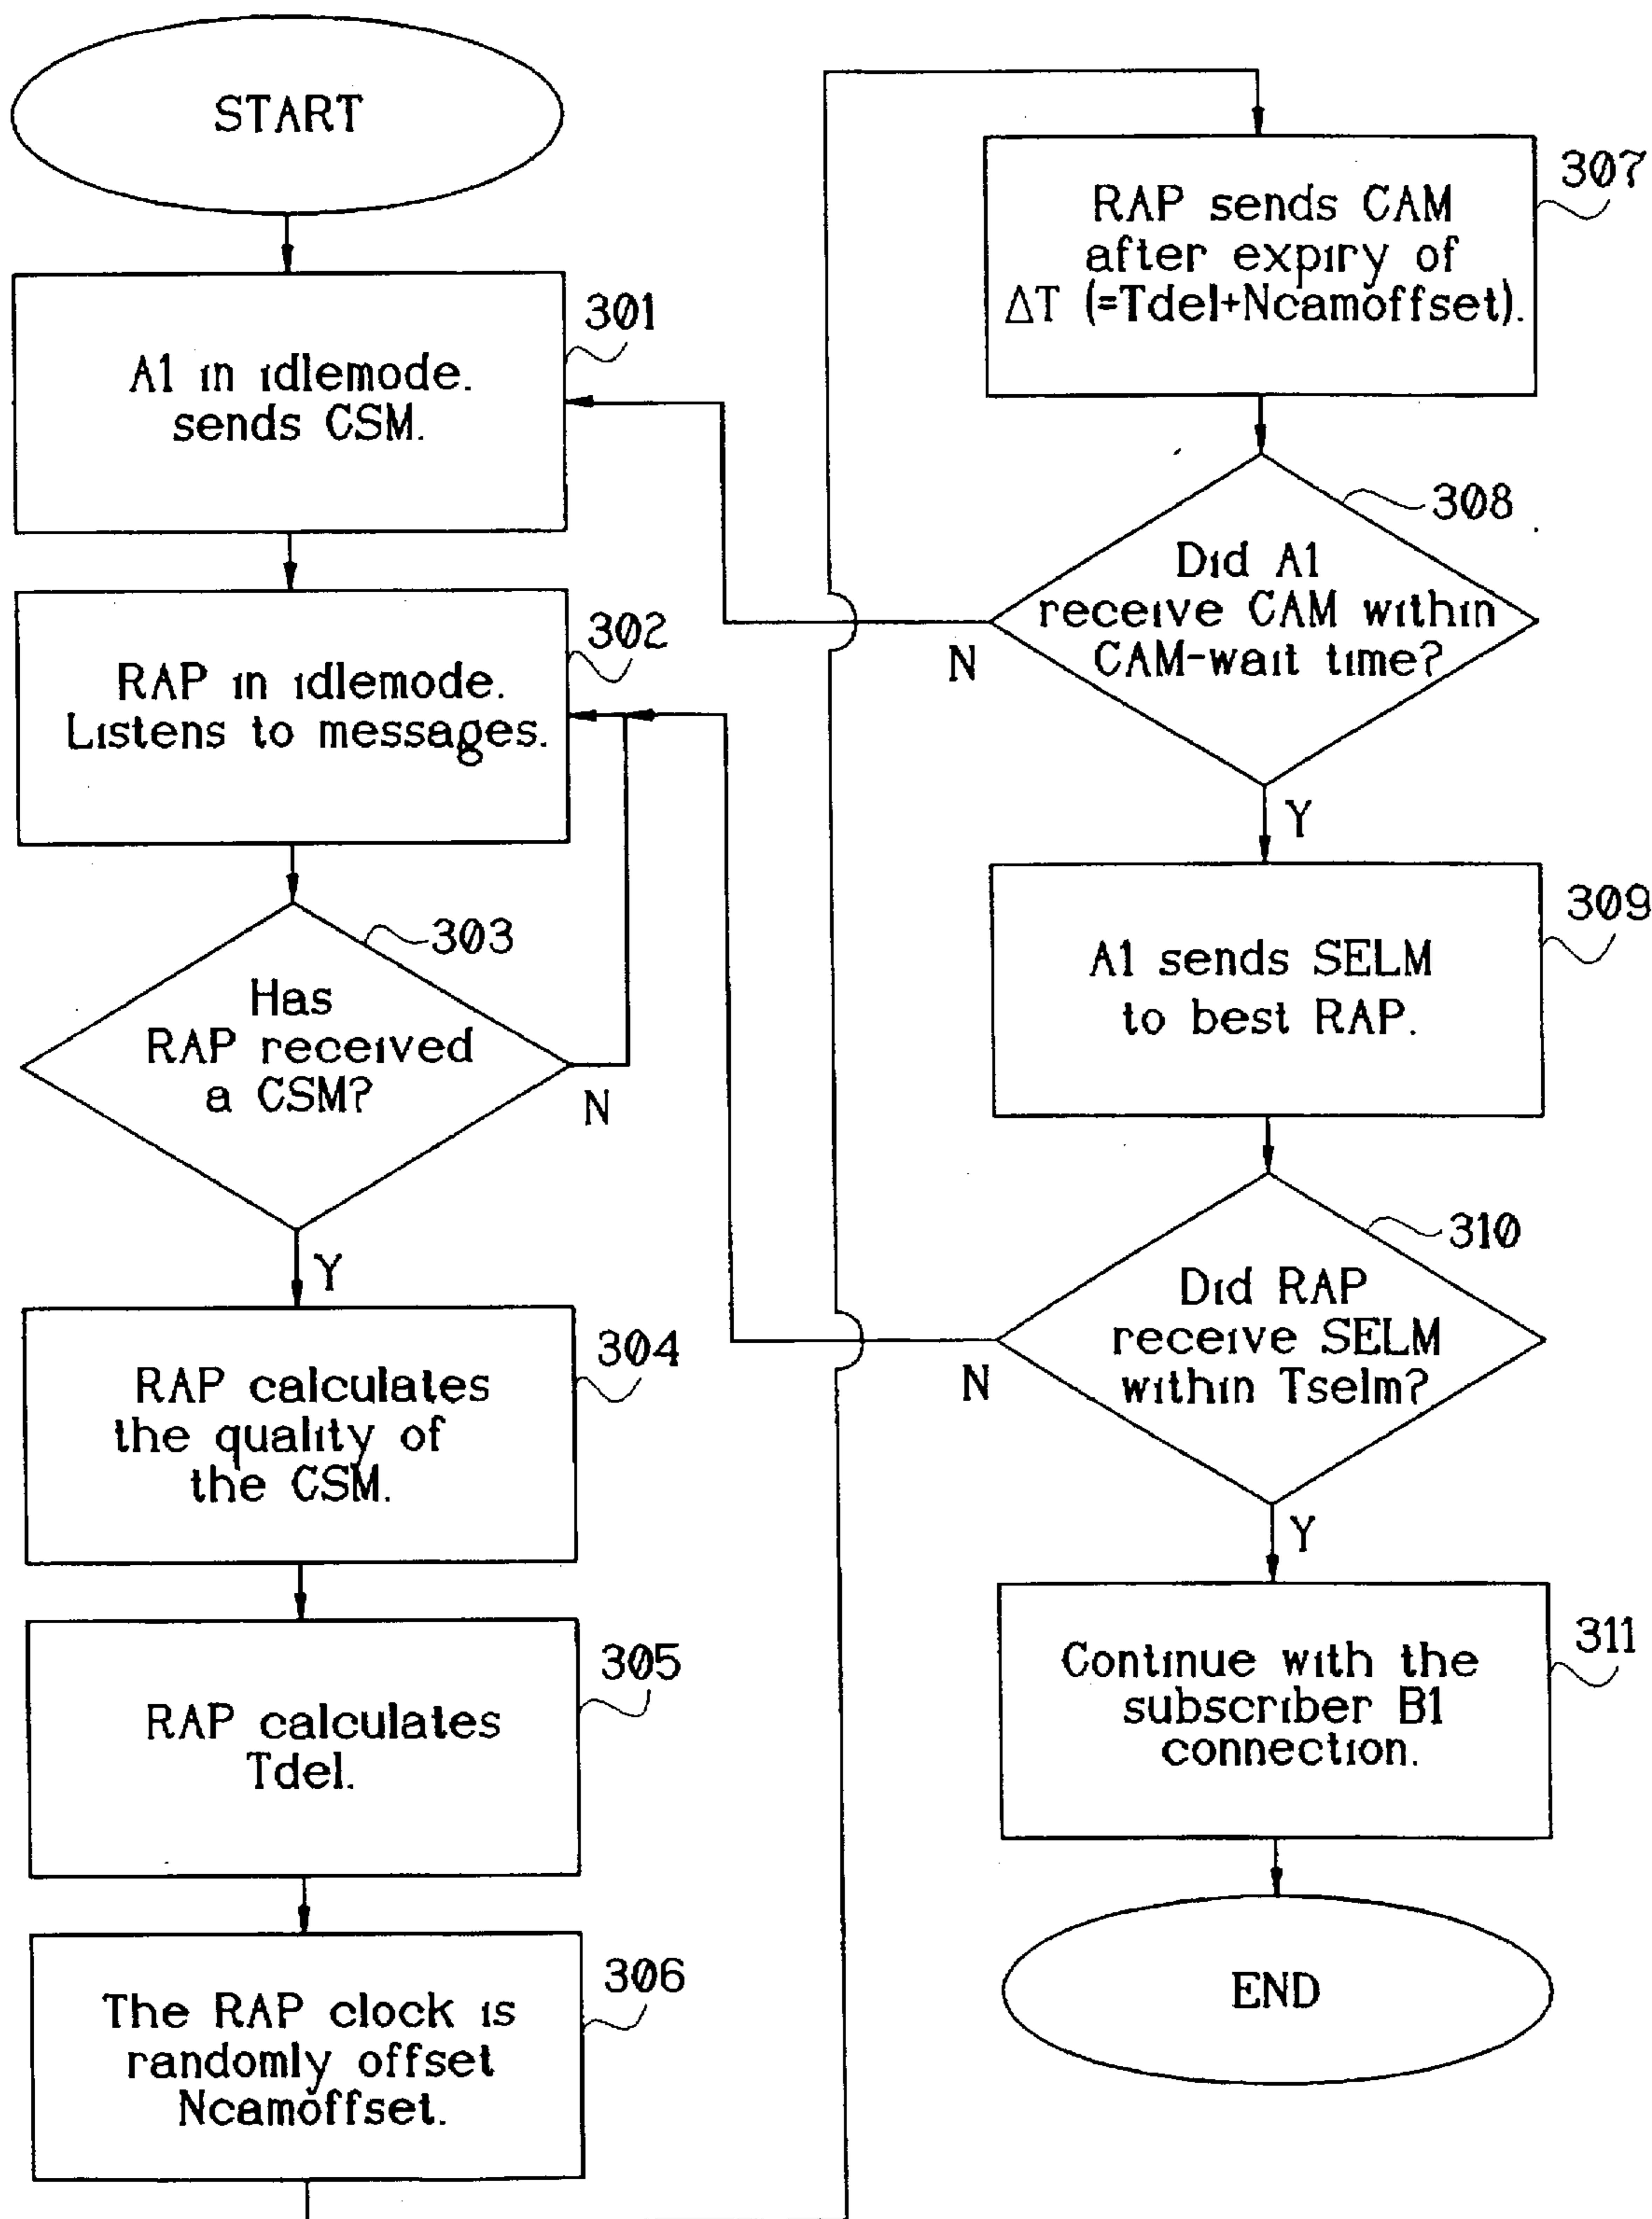 START
301
A1 in idlemode.
sends CSM.
302
RAP in idlemode.
Listens to messages.
303
Has
RAP received
a CSM?
N
Y
304
RAP calculates
the quality of
the CSM.
305
RAP calculates
Tdel.
306
The RAP clock is
randomly offset
Ncamoffset.
307
RAP sends CAM
after expiry of
ΔT (=Tdel+Ncamoffset).
308
Did A1
receive CAM within
CAM-wait time?
N
Y
309
A1 sends SELM
to best RAP.
310
Did RAP
receive SELM
within Tselm?
N
Y
311
Continue with the
subscriber B1
connection.
END